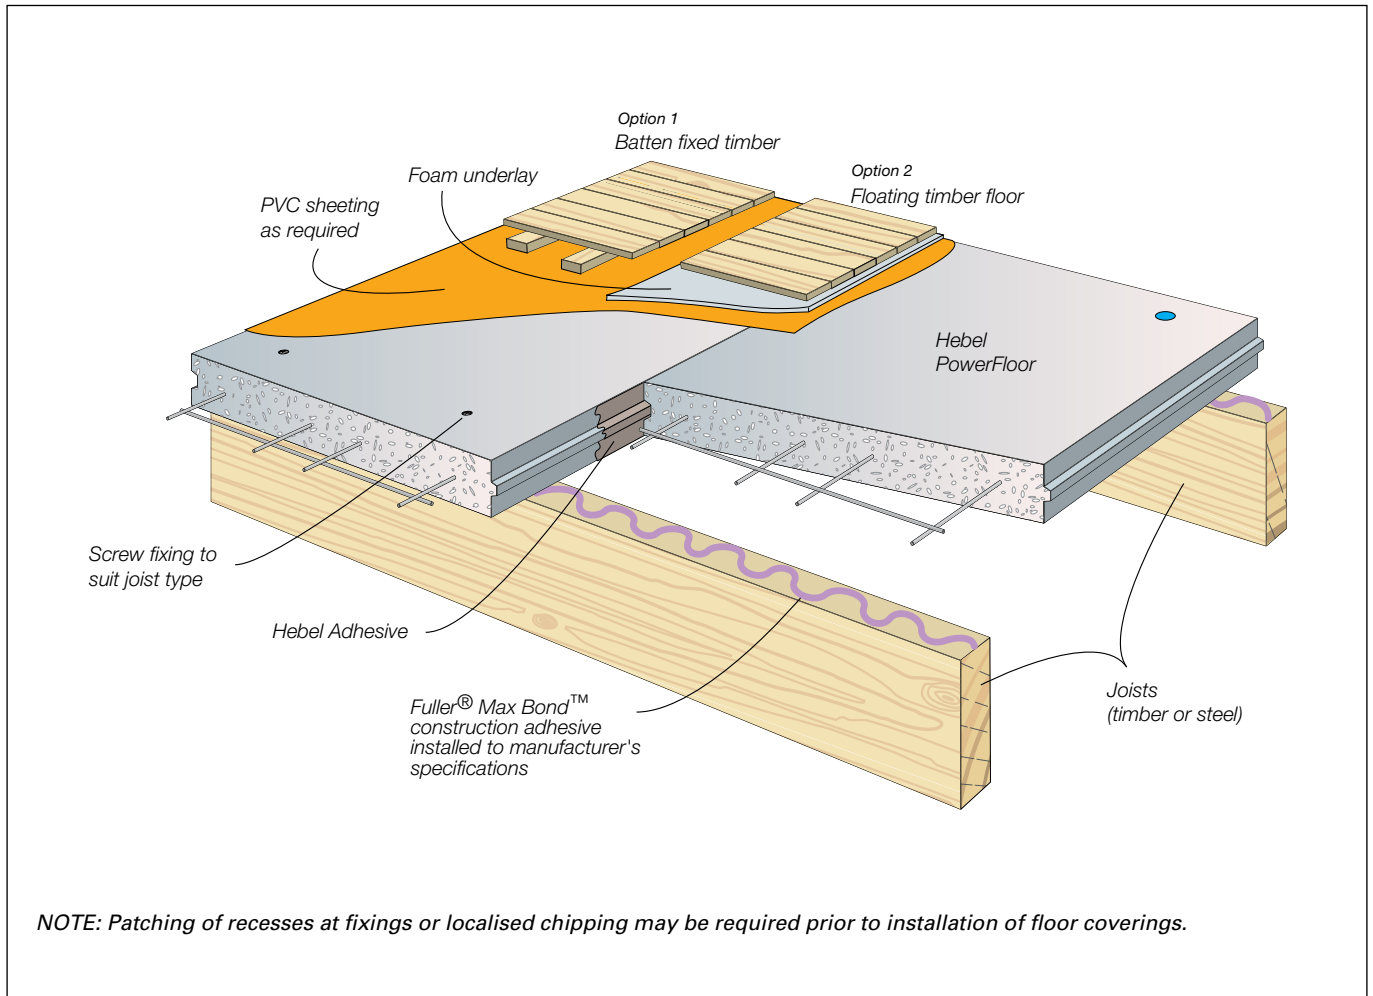 Option 1
Batten fixed timber
Option 2
Floating timber floor
Foam underlay
PVC sheeting
as required
Hebel
PowerFloor
Screw fixing to
suit joist type
Hebel Adhesive
Fuller® Max Bond™
construction adhesive
installed to manufacturer's
specifications
Joists
(timber or steel)
NOTE: Patching of recesses at fixings or localised chipping may be required prior to installation of floor coverings.